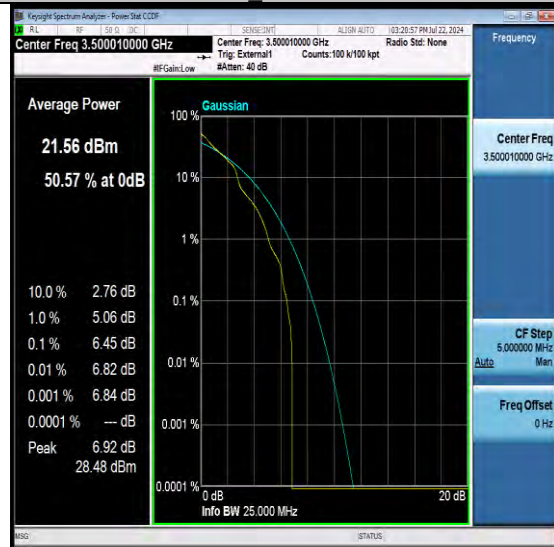 Keysight Spectrum Analyzer - Power Stat CCDF
RL RF 50 Ω DC SENSE:INT ALIGN AUTO 03:20:57 PM Jul 22, 2024
Center Freq 3.500010000 GHz
Center Freq: 3.500010000 GHz Radio Std: None
Trig: External1 Counts:100 k/100 kpt
#IFGain:Low #Atten: 40 dB
Frequency
Center Freq
3.500010000 GHz
CF Step
5.000000 MHz
Auto Man
Freq Offset
0 Hz
Average Power
21.56 dBm
50.57 % at 0dB
10.0 % 2.76 dB
1.0 % 5.06 dB
0.1 % 6.45 dB
0.01 % 6.82 dB
0.001 % 6.84 dB
0.0001 % --- dB
Peak 6.92 dB
28.48 dBm
Gaussian
100 %
10 %
1 %
0.1 %
0.01 %
0.001 %
0.0001 %
0 dB 20 dB
Info BW 25.000 MHz
MSG STATUS